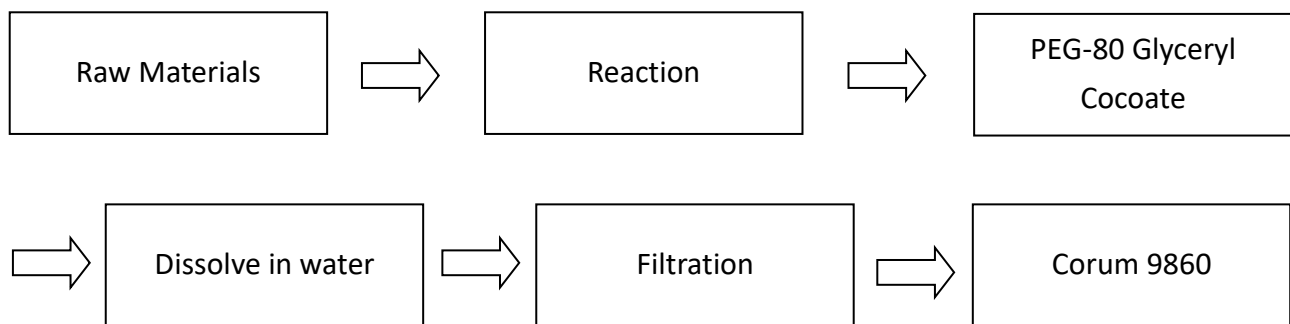 Raw Materials
Reaction
PEG-80 Glyceryl
Cocoate
Dissolve in water
Filtration
Corum 9860